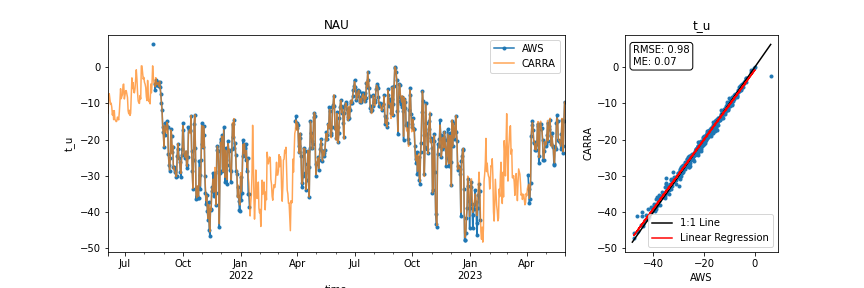 NAU
t_u
AWS
CARRA
0
−10
−20
−30
−40
−50
t_u
Jul
Oct
Jan
2022
Apr
Jul
Oct
Jan
2023
Apr
time
RMSE: 0.98
ME: 0.07
0
−10
−20
−30
−40
−50
CARRA
1:1 Line
Linear Regression
−40
−20
0
AWS